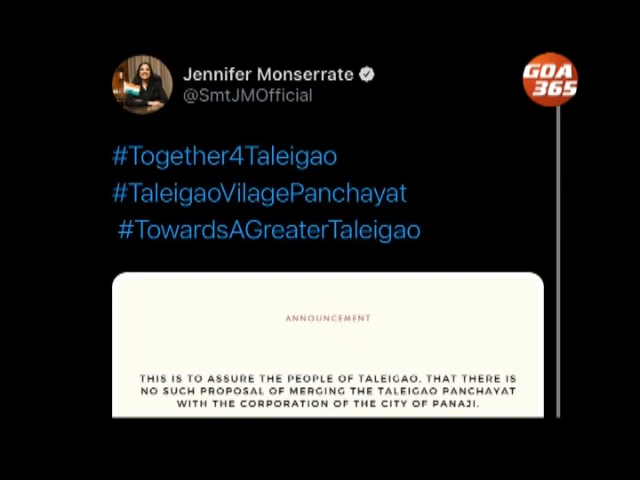 Jennifer Monserrate
@SmtJMOfficial
GOA
365
#Together4Taleigao
#TaleigaoVilagePanchayat
#TowardsAGreaterTaleigao
ANNOUNCEMENT
THIS IS TO ASSURE THE PEOPLE OF TALEIGAO, THAT THERE IS
NO SUCH PROPOSAL OF MERGING THE TALEIGAO PANCHAYAT
WITH THE CORPORATION OF THE CITY OF PANAJI.